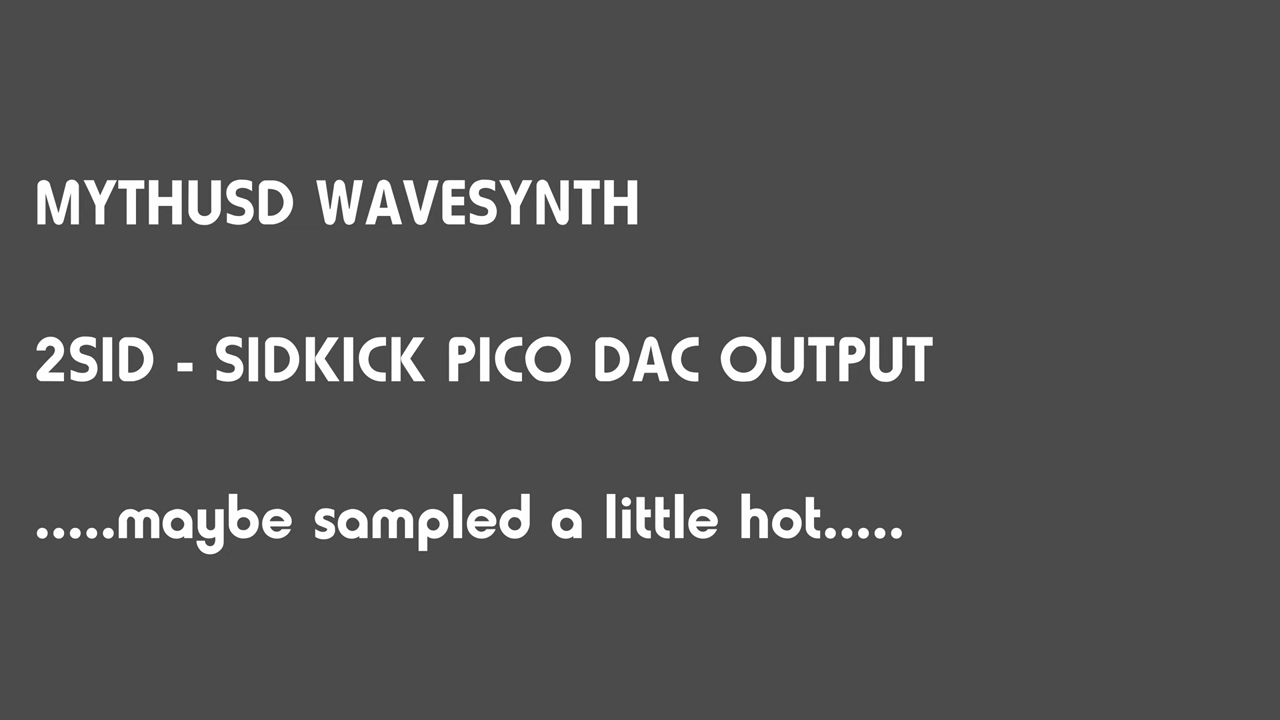 MYTHUSD WAVESYNTH
2SID - SIDKICK PICO DAC OUTPUT
.....maybe sampled a little hot.....